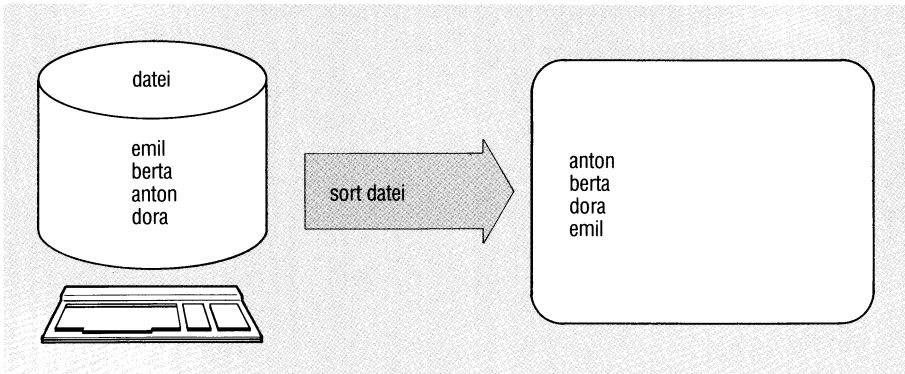 datei
emil
berta
anton
dora
sort datei
anton
berta
dora
emil